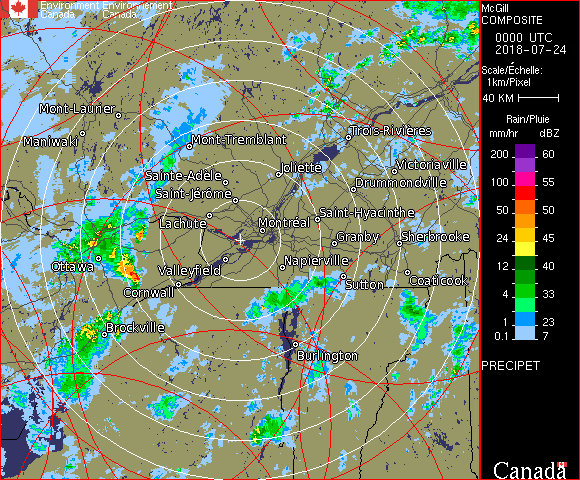 Environment Environnement
Canada Canada
Mont-Laurier
Maniwaki
Mont-Tremblant
Trois-Rivières
Sainte-Adèle
Joliette
Victoriaville
Saint-Jérôme
Drummondville
Lachute
Saint-Hyacinthe
Montréal
Granby
Sherbrooke
Ottawa
Valleyfield
Napierville
Cornwall
Sutton
Coaticook
Brockville
Burlington
McGill
COMPOSITE
0000 UTC
2018-07-24
Scale/Échelle:
1km/Pixel
40 KM
Rain/Pluie
mm/hr dBZ
200 60
100 55
50 50
24 45
12 40
4 33
1 23
0.1 7
PRECIPET
Canada